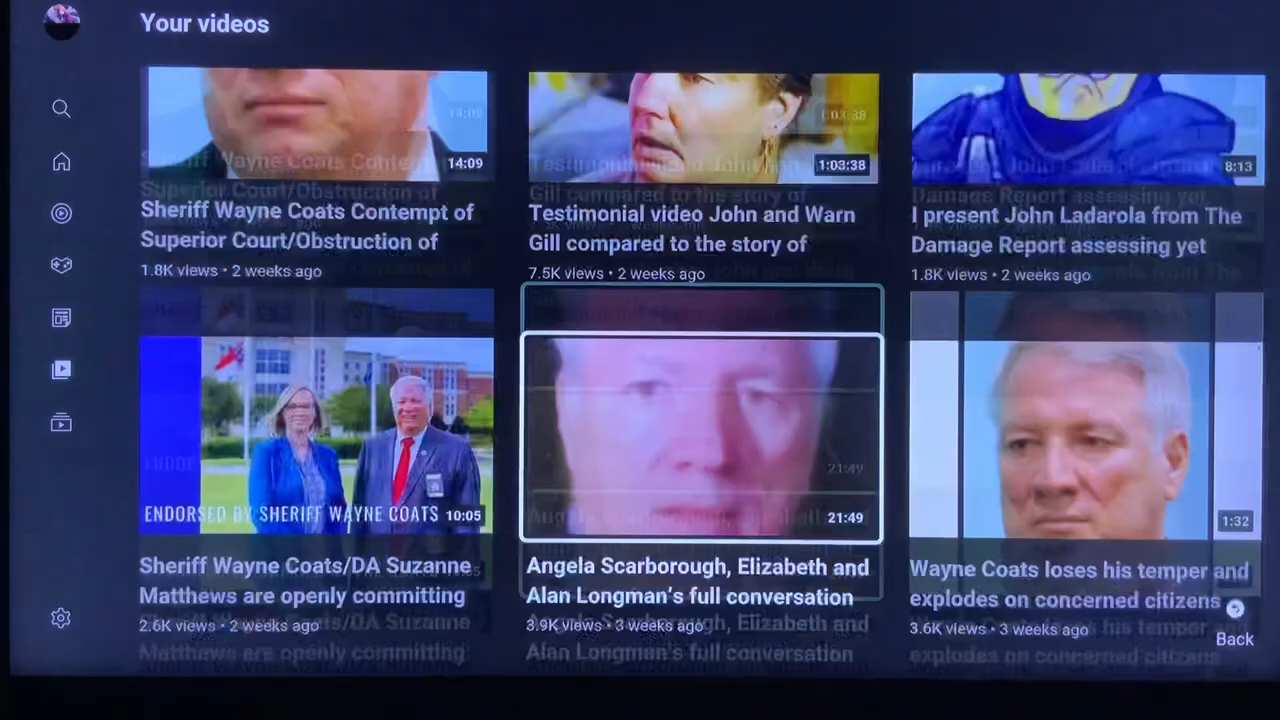 Your videos
14:09
1:03:38
8:13
Sheriff Wayne Coats Contempt of
Superior Court/Obstruction of
1.8K views • 2 weeks ago
Testimonial video John and Warn
Gill compared to the story of
7.5K views • 2 weeks ago
I present John Ladarola from The
Damage Report assessing yet
1.8K views • 2 weeks ago
ENDORSED BY SHERIFF WAYNE COATS
10:05
21:49
1:32
Sheriff Wayne Coats/DA Suzanne
Matthews are openly committing
2.6K views • 2 weeks ago
Angela Scarborough, Elizabeth and
Alan Longman's full conversation
3.9K views • 3 weeks ago
Wayne Coats loses his temper and
explodes on concerned citizens
3.6K views • 3 weeks ago
Back